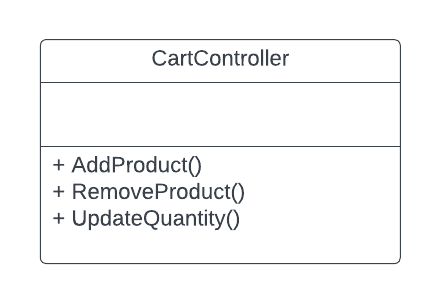 CartController
+ AddProduct()
+ RemoveProduct()
+ UpdateQuantity()